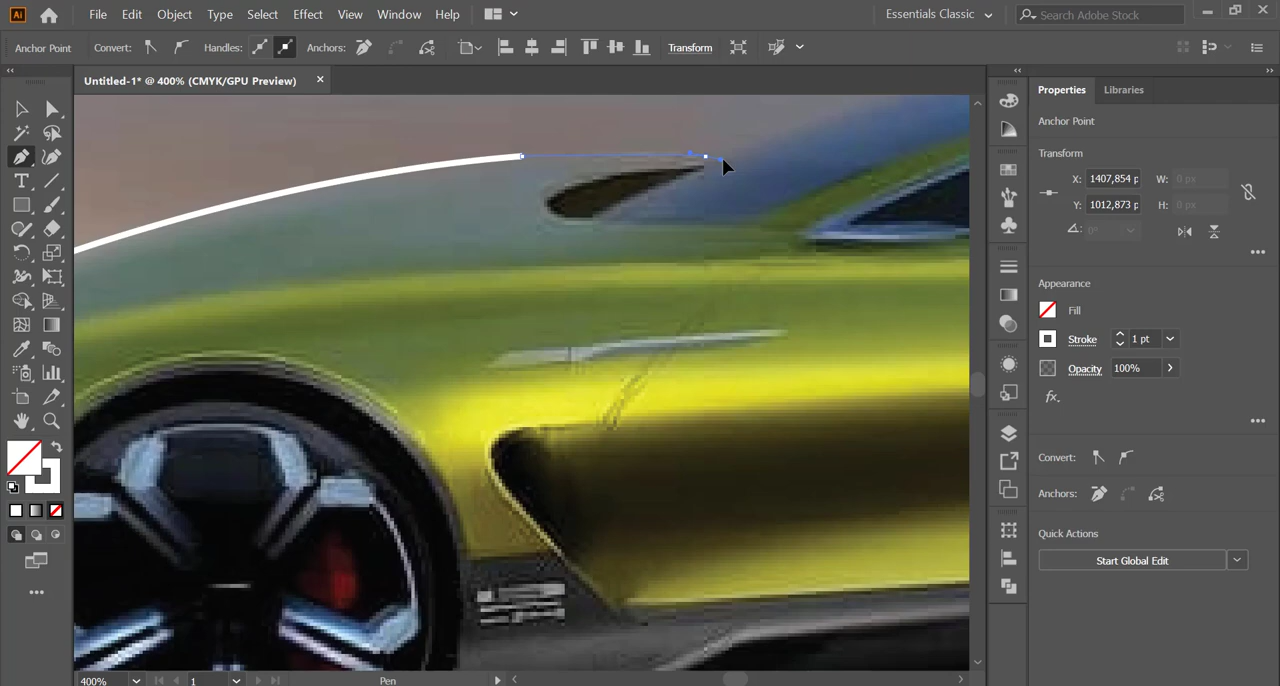 Ai File Edit Object Type Select Effect View Window Help Essentials Classic Search Adobe Stock
Anchor Point Convert: Handles: Anchors: Transform
Untitled-1* @ 400% (CMYK/GPU Preview)
Properties Libraries
Anchor Point
Transform
X: 1407,854 p W: 0 px
Y: 1012,873 p H: 0 px
0°
Appearance
Fill
Stroke 1 pt
Opacity 100%
fx.
Convert:
Anchors:
Quick Actions
Start Global Edit
400% 1 Pen